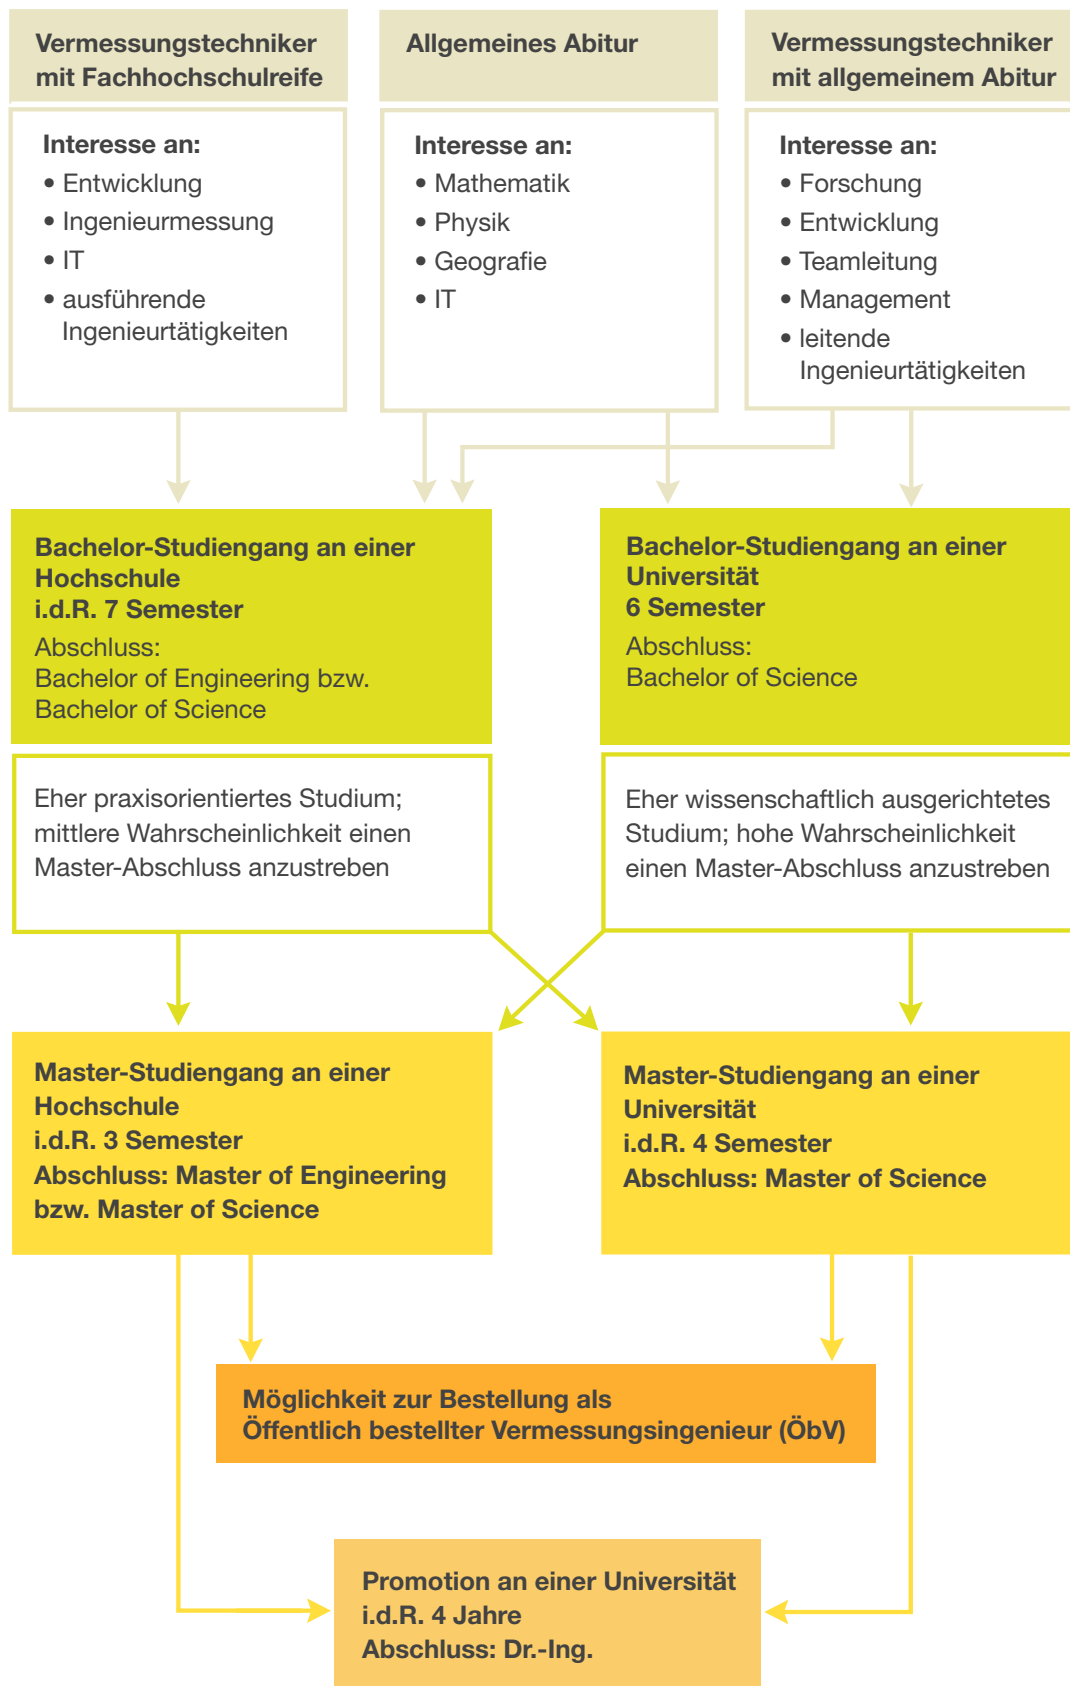 Vermessungstechniker
mit Fachhochschulreife
Interesse an:
• Entwicklung
• Ingenieurmessung
• IT
• ausführende
Ingenieurtätigkeiten
Allgemeines Abitur
Interesse an:
• Mathematik
• Physik
• Geografie
• IT
Vermessungstechniker
mit allgemeinem Abitur
Interesse an:
• Forschung
• Entwicklung
• Teamleitung
• Management
• leitende
Ingenieurtätigkeiten
Bachelor-Studiengang an einer
Hochschule
i.d.R. 7 Semester
Abschluss:
Bachelor of Engineering bzw.
Bachelor of Science
Eher praxisorientiertes Studium;
mittlere Wahrscheinlichkeit einen
Master-Abschluss anzustreben
Bachelor-Studiengang an einer
Universität
6 Semester
Abschluss:
Bachelor of Science
Eher wissenschaftlich ausgerichtetes
Studium; hohe Wahrscheinlichkeit
einen Master-Abschluss anzustreben
Master-Studiengang an einer
Hochschule
i.d.R. 3 Semester
Abschluss: Master of Engineering
bzw. Master of Science
Master-Studiengang an einer
Universität
i.d.R. 4 Semester
Abschluss: Master of Science
Möglichkeit zur Bestellung als
Öffentlich bestellter Vermessungsingenieur (ÖbV)
Promotion an einer Universität
i.d.R. 4 Jahre
Abschluss: Dr.-Ing.